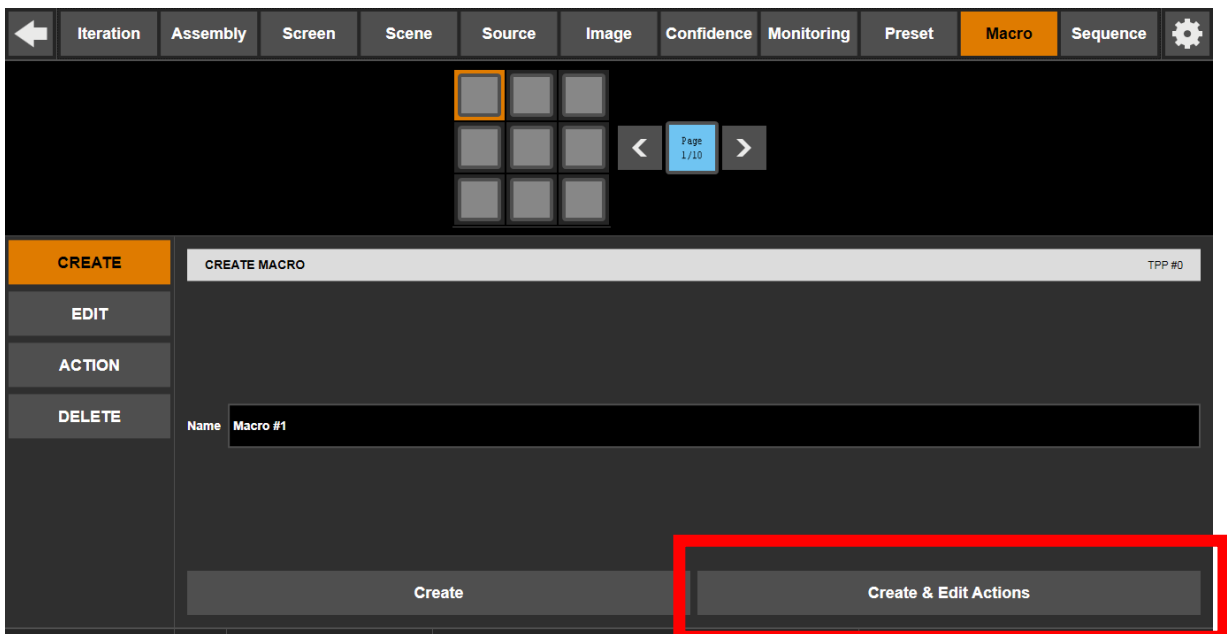 Iteration Assembly Screen Scene Source Image Confidence Monitoring Preset Macro Sequence
Page
1/10
CREATE
CREATE MACRO TPP #0
EDIT
ACTION
DELETE
Name Macro #1
Create Create & Edit Actions